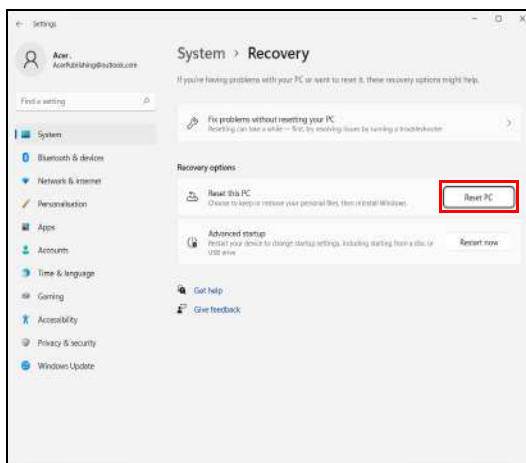 Settings
Acer .
AcerPublishing@outlook.com
Find a setting
System
Bluetooth & devices
Network & internet
Personalisation
Apps
Accounts
Time & language
Gaming
Accessibility
Privacy & security
Windows Update
System > Recovery
If you're having problems with your PC or want to reset it, these recovery options might help.
Fix problems without resetting your PC
Resetting can take a while — first, try resolving issues by running a troubleshooter
Recovery options
Reset this PC
Choose to keep or remove your personal files, then reinstall Windows.
Reset PC
Advanced startup
Restart your device to change startup settings, including starting from a disc or
USB drive
Restart now
Get help
Give feedback